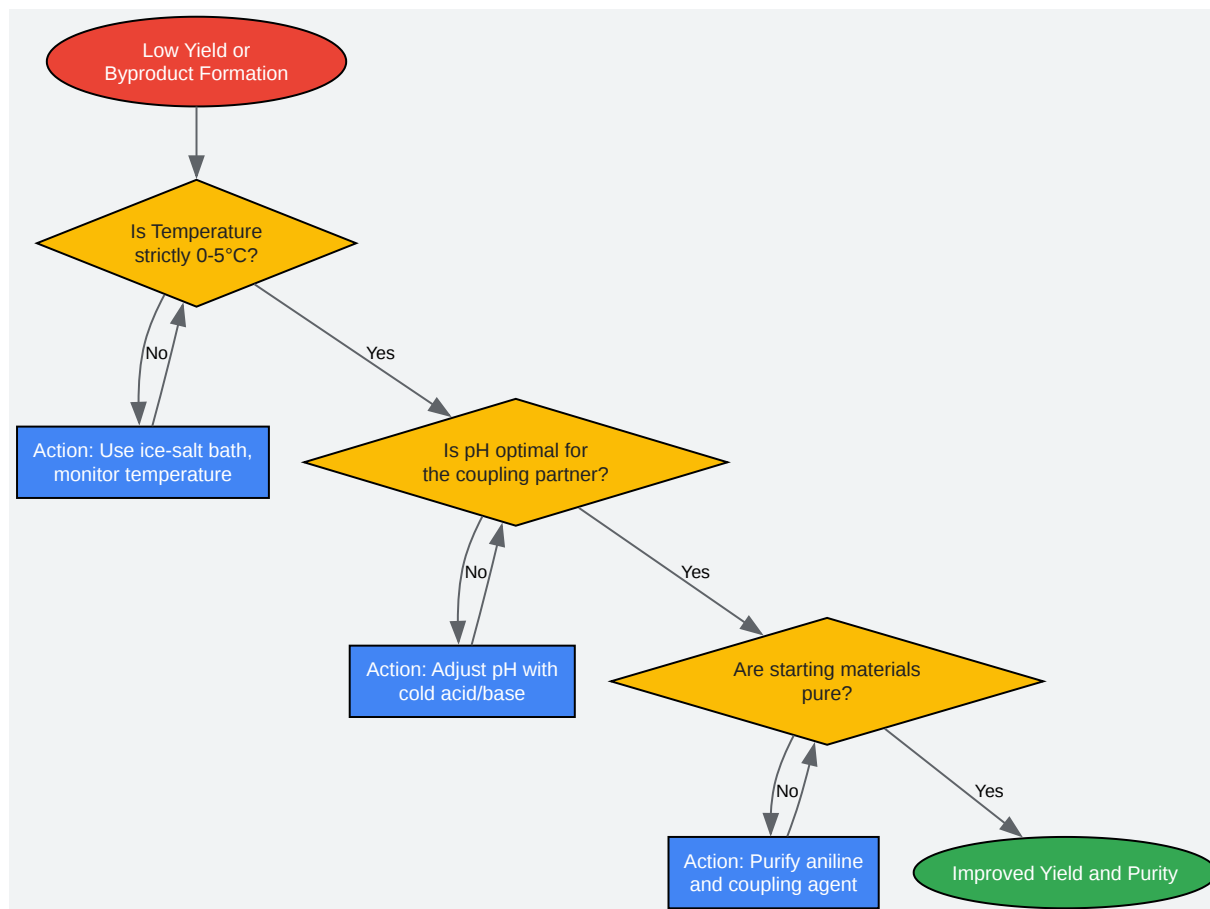 Low Yield or
Byproduct Formation
Is Temperature
strictly 0-5°C?
No
Yes
Action: Use ice-salt bath,
monitor temperature
Is pH optimal for
the coupling partner?
No
Yes
Action: Adjust pH with
cold acid/base
Are starting materials
pure?
No
Yes
Action: Purify aniline
and coupling agent
Improved Yield and Purity